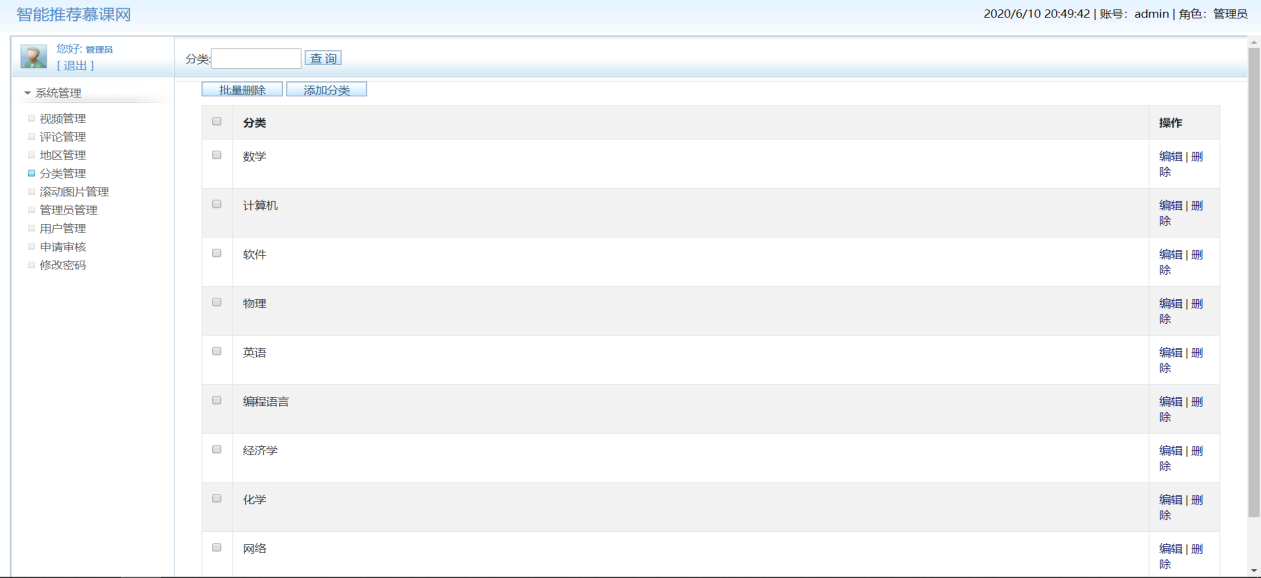 智能推荐慕课网
2020/6/10 20:49:42 | 账号: admin | 角色: 管理员
您好: 管理员
[ 退出 ]
分类:
查 询
系统管理
视频管理
评论管理
地区管理
分类管理
滚动图片管理
管理员管理
用户管理
申请审核
修改密码
批量删除 添加分类
分类 操作
数学 编辑 | 删
除
计算机 编辑 | 删
除
软件 编辑 | 删
除
物理 编辑 | 删
除
英语 编辑 | 删
除
编程语言 编辑 | 删
除
经济学 编辑 | 删
除
化学 编辑 | 删
除
网络 编辑 | 删
除